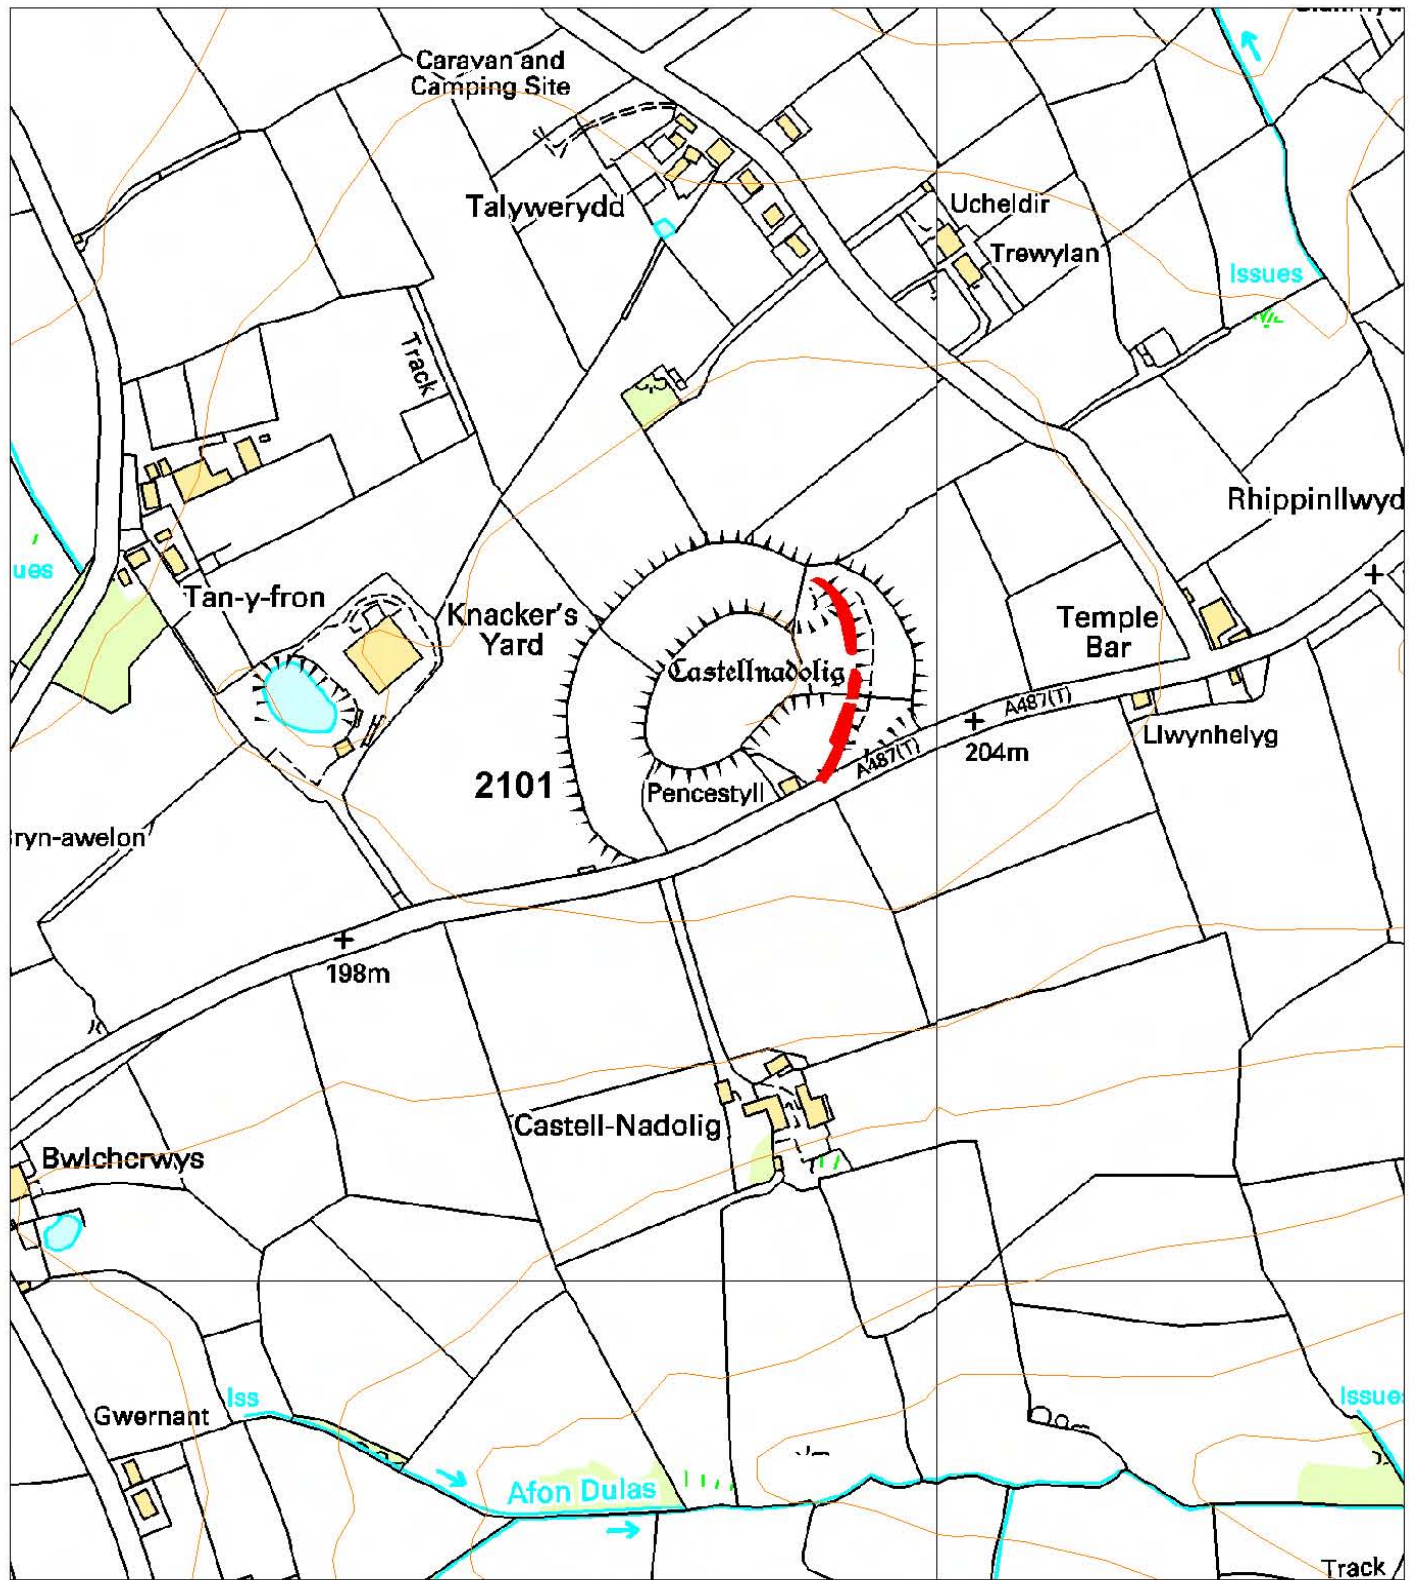 Caravan and
Camping Site
Talywerydd
Ucheldir
Trewylan
Issues
Track
Rhippinllwyd
ues
Tan-y-fron
Knacker's
Yard
Temple
Bar
Castellnadolig
A487(T)
A487(T)
204m
Llwynhelyg
2101
Pencestyll
ryn-awelon
198m
Castell-Nadolig
Bwlchcrwys
Iss
Gwernant
Issue
Afon Dulas
Track